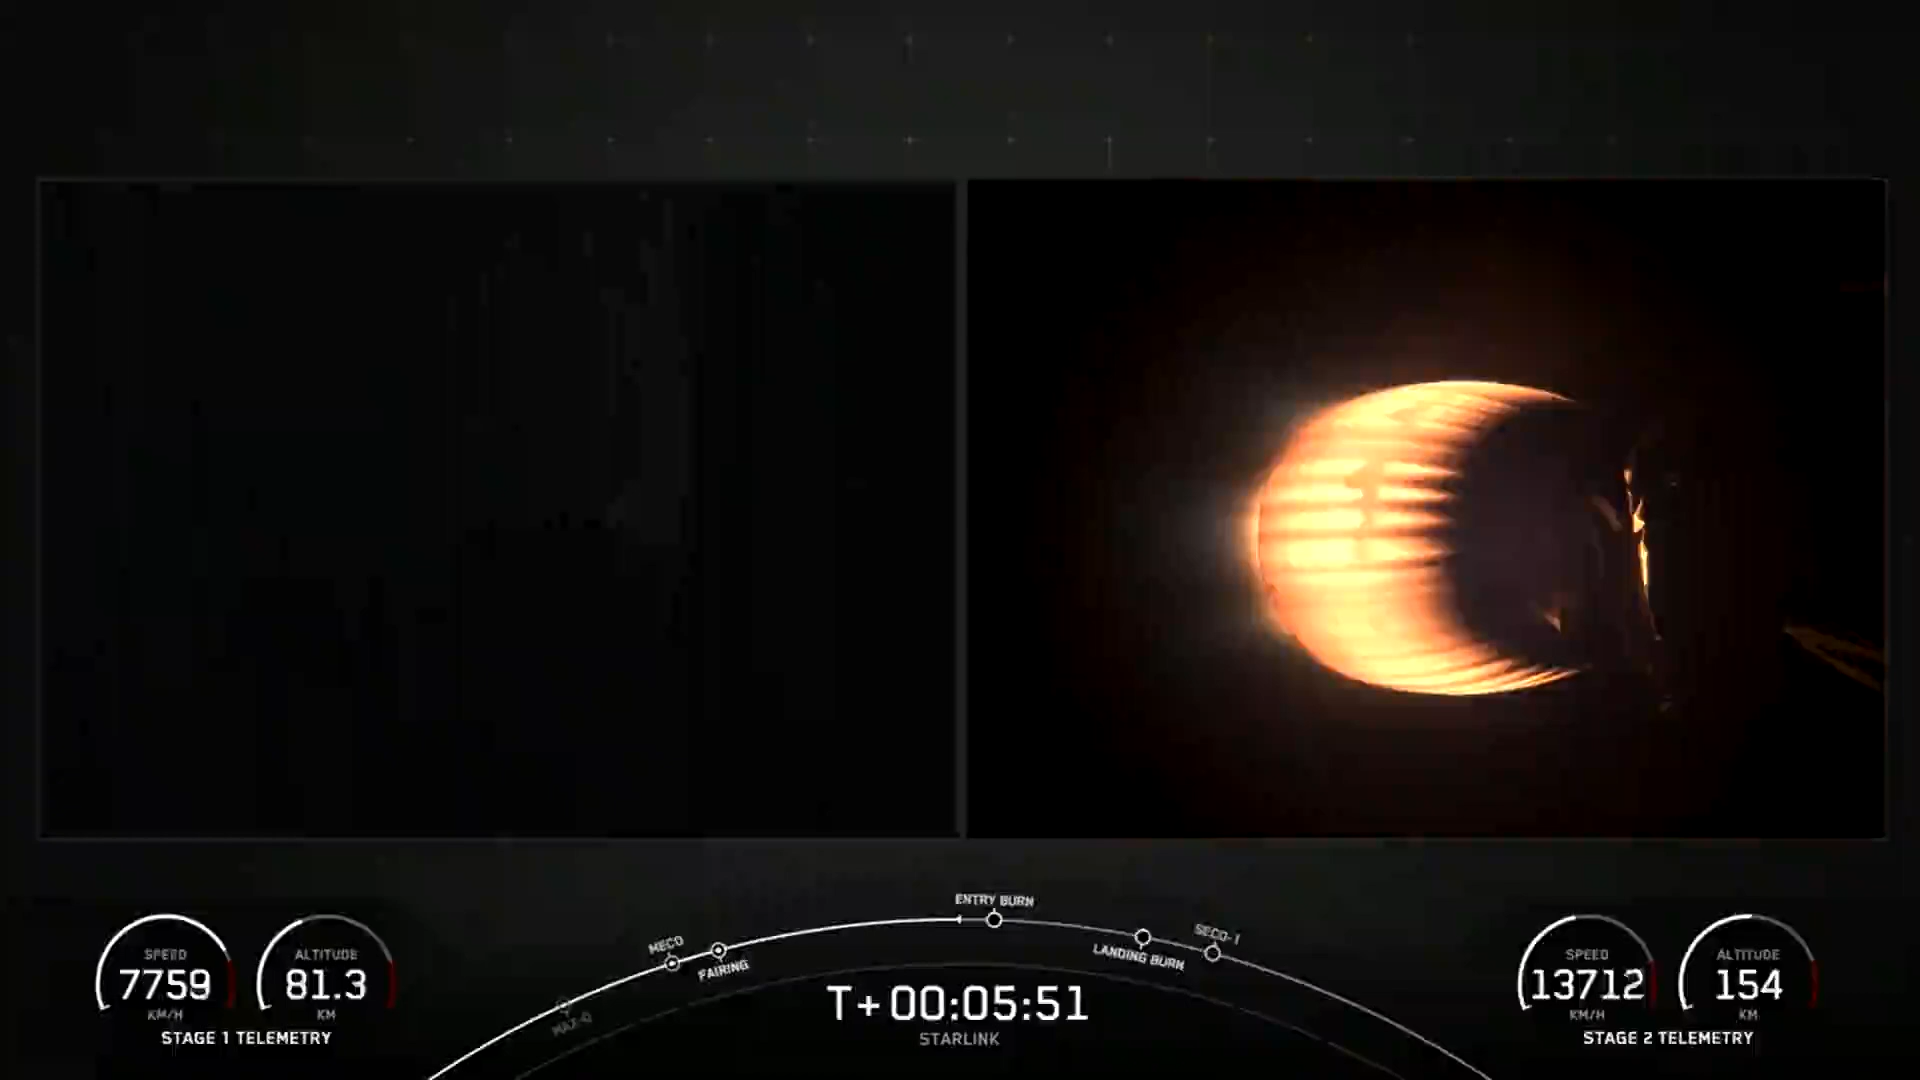 ENTRY BURN
MECO
FAIRING
LANDING BURN
SECO-1
MAX-Q
SPEED
7759
KM/H
ALTITUDE
81.3
KM
STAGE 1 TELEMETRY
T+00:05:51
STARLINK
SPEED
13712
KM/H
ALTITUDE
154
KM
STAGE 2 TELEMETRY